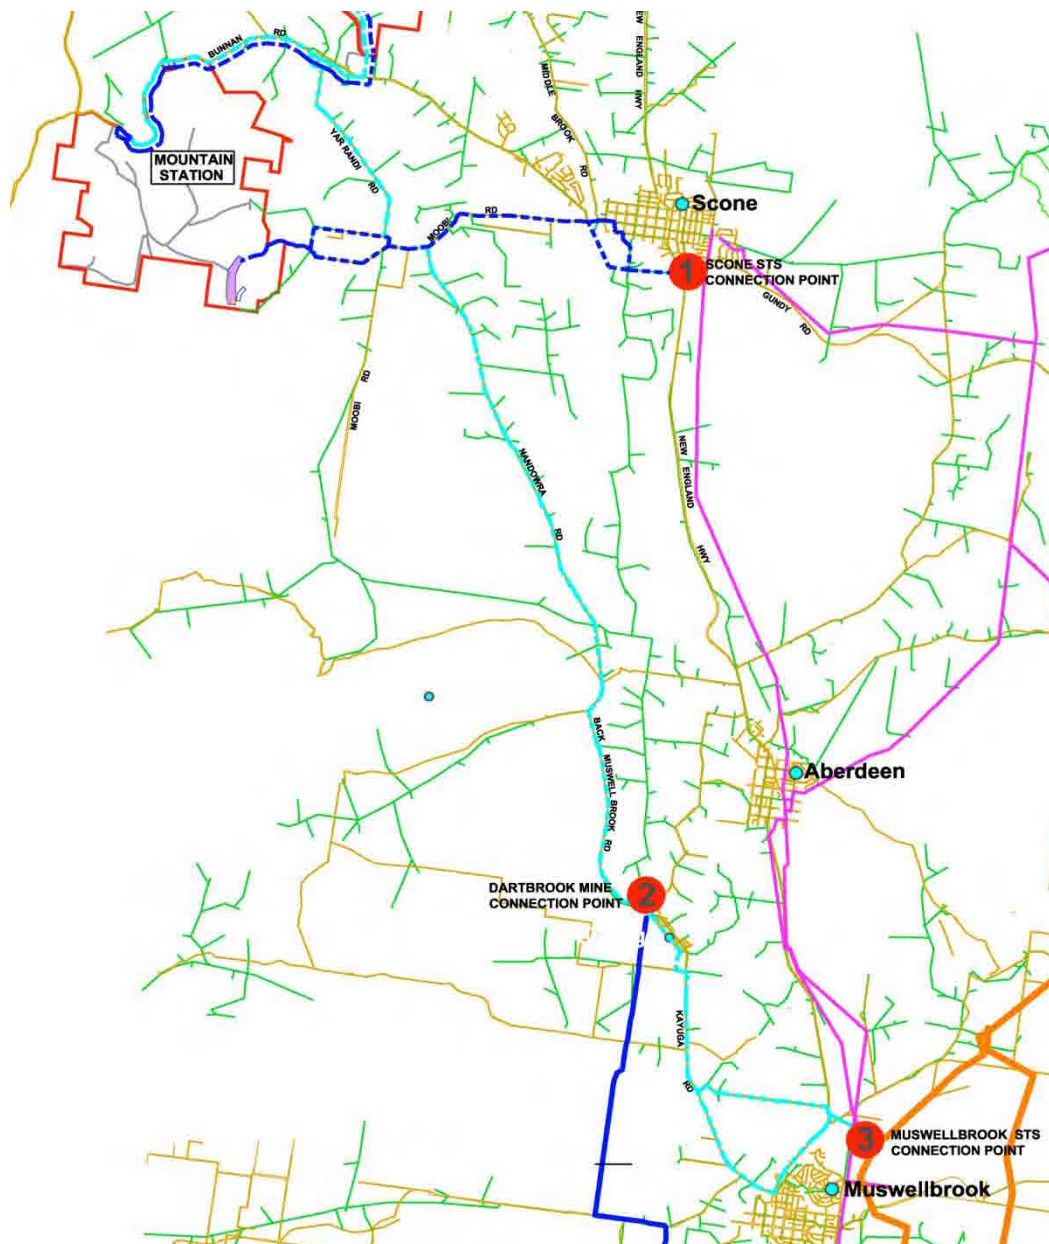 BUNNAN RD
NEW ENGLAND HWY
MIDDLE BROOK RD
MOUNTAIN
STATION
YAR RANDI RD
Scone
MOOBI RD
1
SCONE STS
CONNECTION POINT
GUNDY RD
MOOBI RD
NANDOWRA RD
NEW ENGLAND HWY
BACK MUSWELL BROOK RD
Aberdeen
DARTBROOK MINE
CONNECTION POINT
2
KAYUGA RD
3
MUSWELLBROOK STS
CONNECTION POINT
Muswellbrook